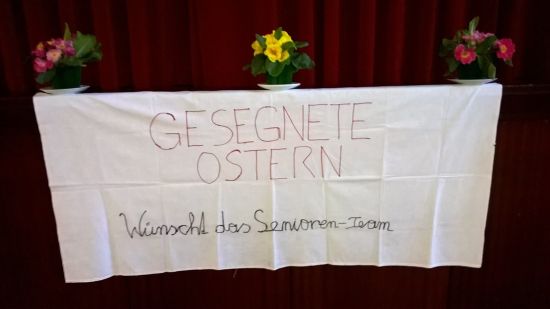 GESEGNETE
OSTERN
Wünscht das Senioren-Team